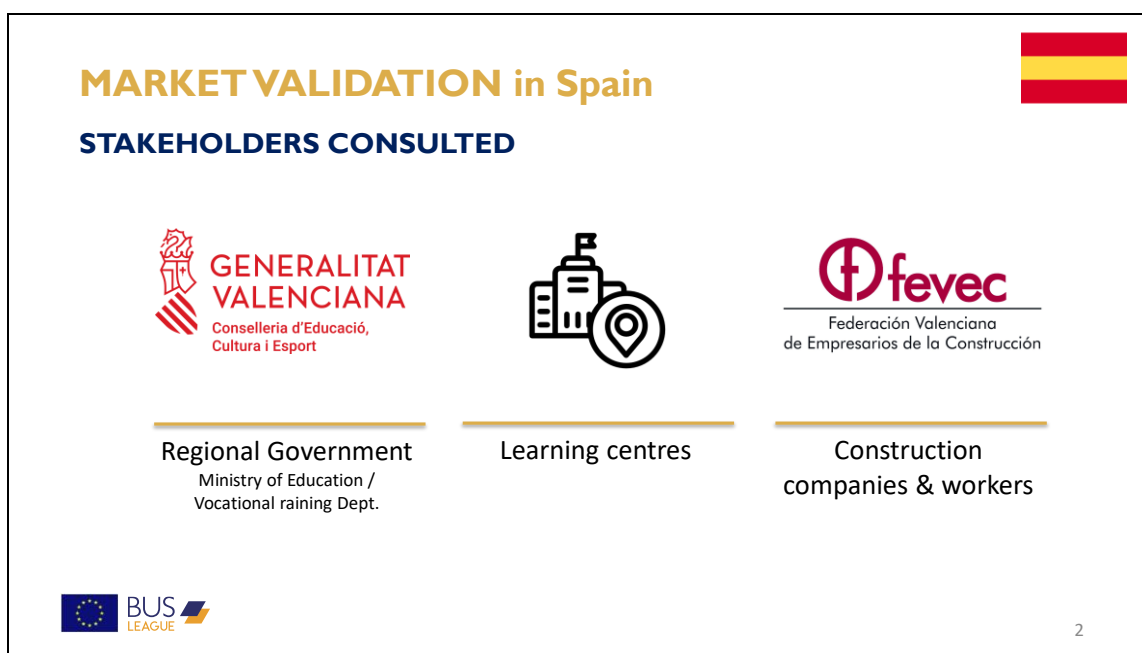 MARKET VALIDATION in Spain
STAKEHOLDERS CONSULTED
GENERALITAT
VALENCIANA
Conselleria d'Educació,
Cultura i Esport
fevec
Federación Valenciana
de Empresarios de la Construcción
Regional Government
Ministry of Education /
Vocational raining Dept.
Learning centres
Construction
companies & workers
BUS
LEAGUE
2